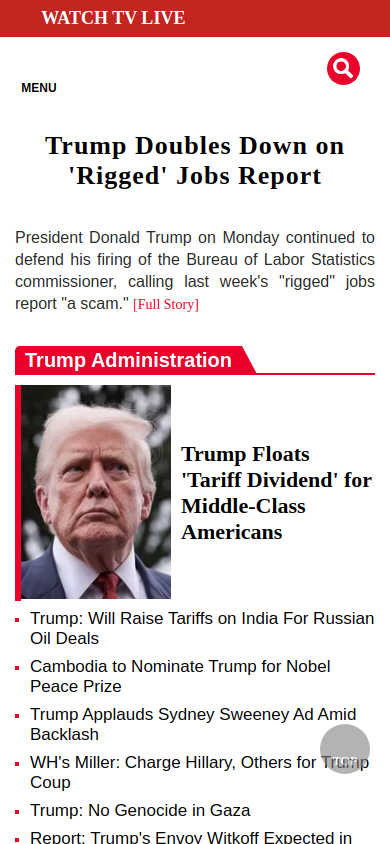 WATCH TV LIVE
MENU
Trump Doubles Down on
'Rigged' Jobs Report
President Donald Trump on Monday continued to
defend his firing of the Bureau of Labor Statistics
commissioner, calling last week's "rigged" jobs
report "a scam." [Full Story]
Trump Administration
Trump Floats
'Tariff Dividend' for
Middle-Class
Americans
Trump: Will Raise Tariffs on India For Russian
Oil Deals
Cambodia to Nominate Trump for Nobel
Peace Prize
Trump Applauds Sydney Sweeney Ad Amid
Backlash
WH's Miller: Charge Hillary, Others for Trump
Coup
TOP
Trump: No Genocide in Gaza
Report: Trump's Envoy Witkoff Expected in